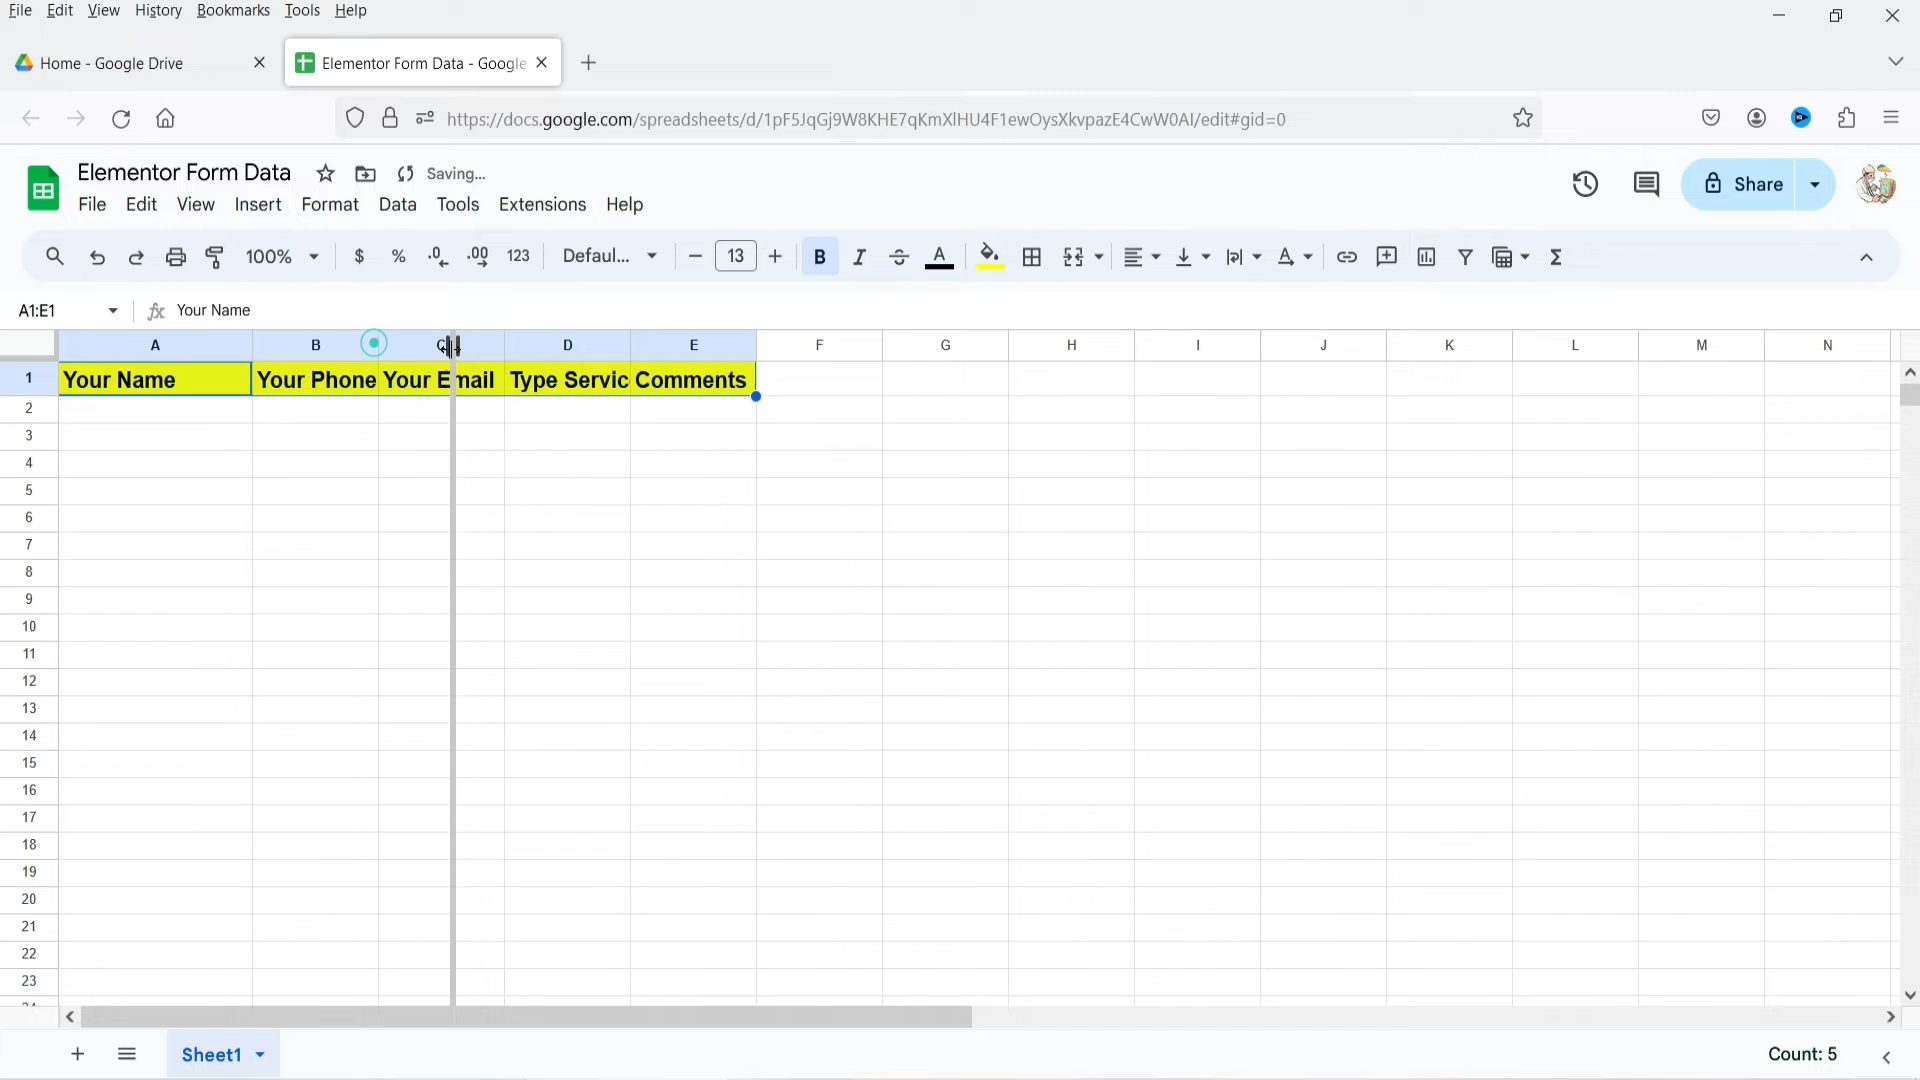 File Edit View History Bookmarks Tools Help
Home - Google Drive
Elementor Form Data - Google
https://docs.google.com/spreadsheets/d/1pF5JqGj9W8KHE7qKmXlHU4F1ewOysXkvpazE4CwW0AI/edit#gid=0
Elementor Form Data
Saving...
File Edit View Insert Format Data Tools Extensions Help
Share
100% $ % .0 .00 123 Defaul... 13 B I S A
A1:E1 fx Your Name
A B C D E F G H I J K L M N
1 Your Name Your Phone Your Email Type Servic Comments
2
3
4
5
6
7
8
9
10
11
12
13
14
15
16
17
18
19
20
21
22
23
24
Sheet1
Count: 5